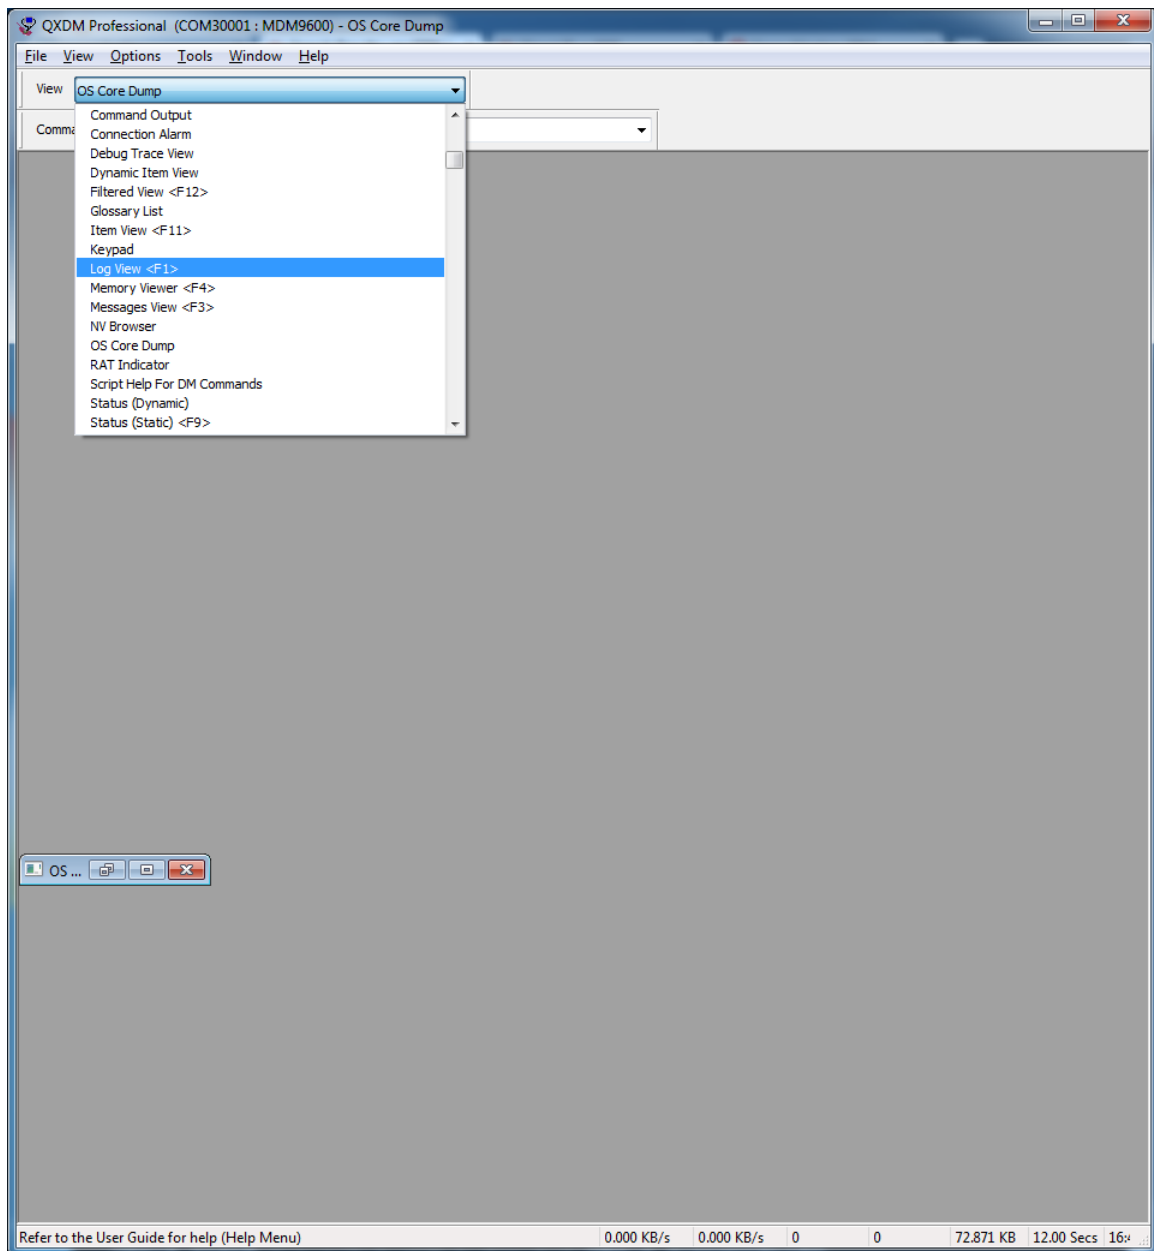 QXDM Professional (COM30001 : MDM9600) - OS Core Dump
File View Options Tools Window Help
View OS Core Dump
Command Output
Connection Alarm
Debug Trace View
Dynamic Item View
Filtered View <F12>
Glossary List
Item View <F11>
Keypad
Log View <F1>
Memory Viewer <F4>
Messages View <F3>
NV Browser
OS Core Dump
RAT Indicator
Script Help For DM Commands
Status (Dynamic)
Status (Static) <F9>
OS ...
Refer to the User Guide for help (Help Menu) 0.000 KB/s 0.000 KB/s 0 0 72.871 KB 12.00 Secs